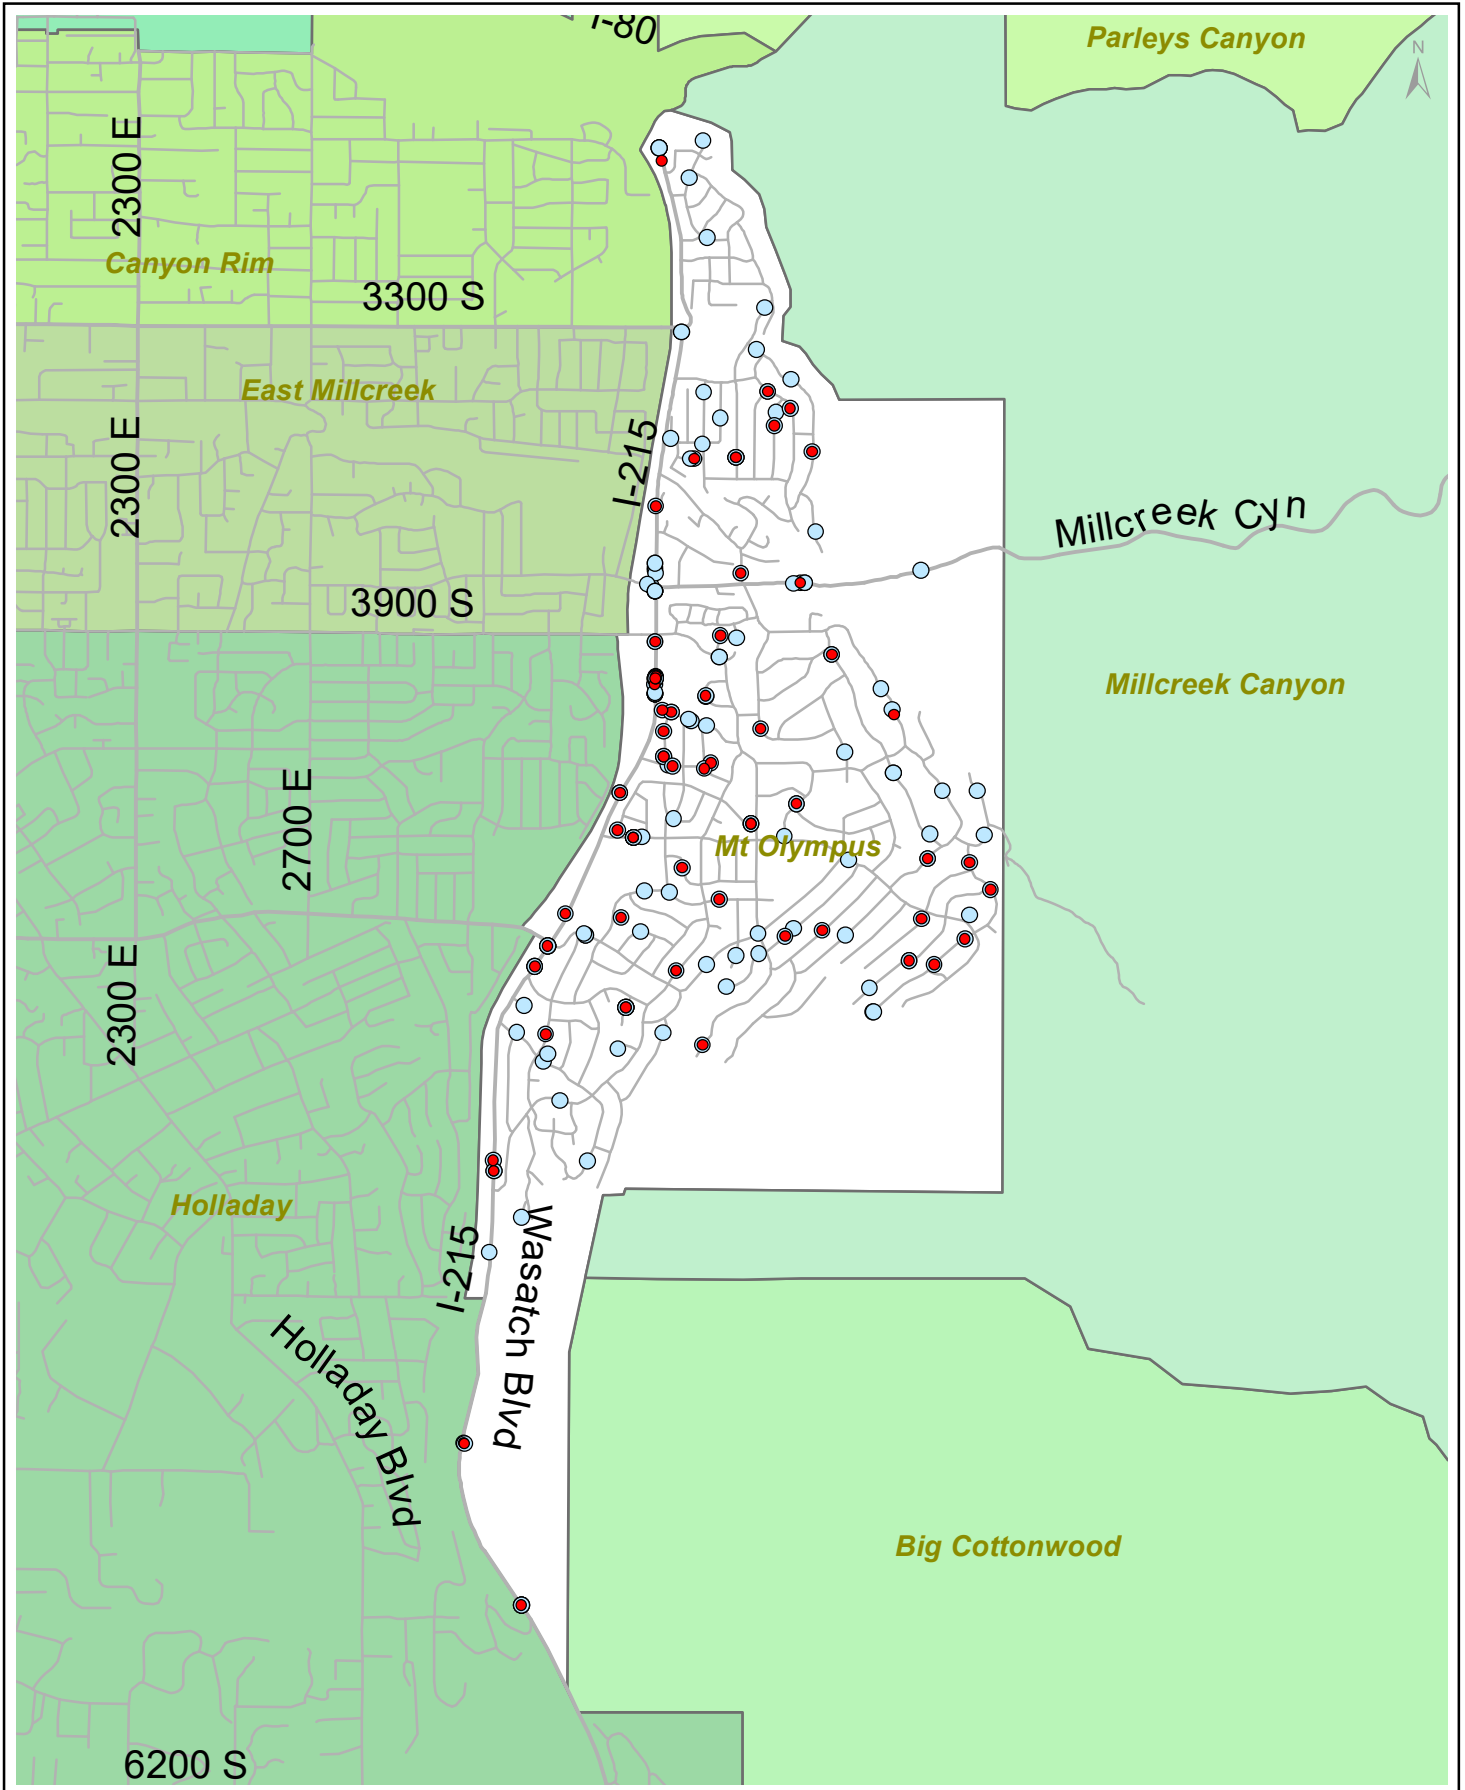 I-80
Parleys Canyon
N
2300 E
Canyon Rim
3300 S
East Millcreek
2300 E
I-215
Millcreek Cyn
3900 S
Millcreek Canyon
2700 E
Mt Olympus
2300 E
Holladay
I-215
Wasatch Blvd
Holladay Blvd
Big Cottonwood
6200 S